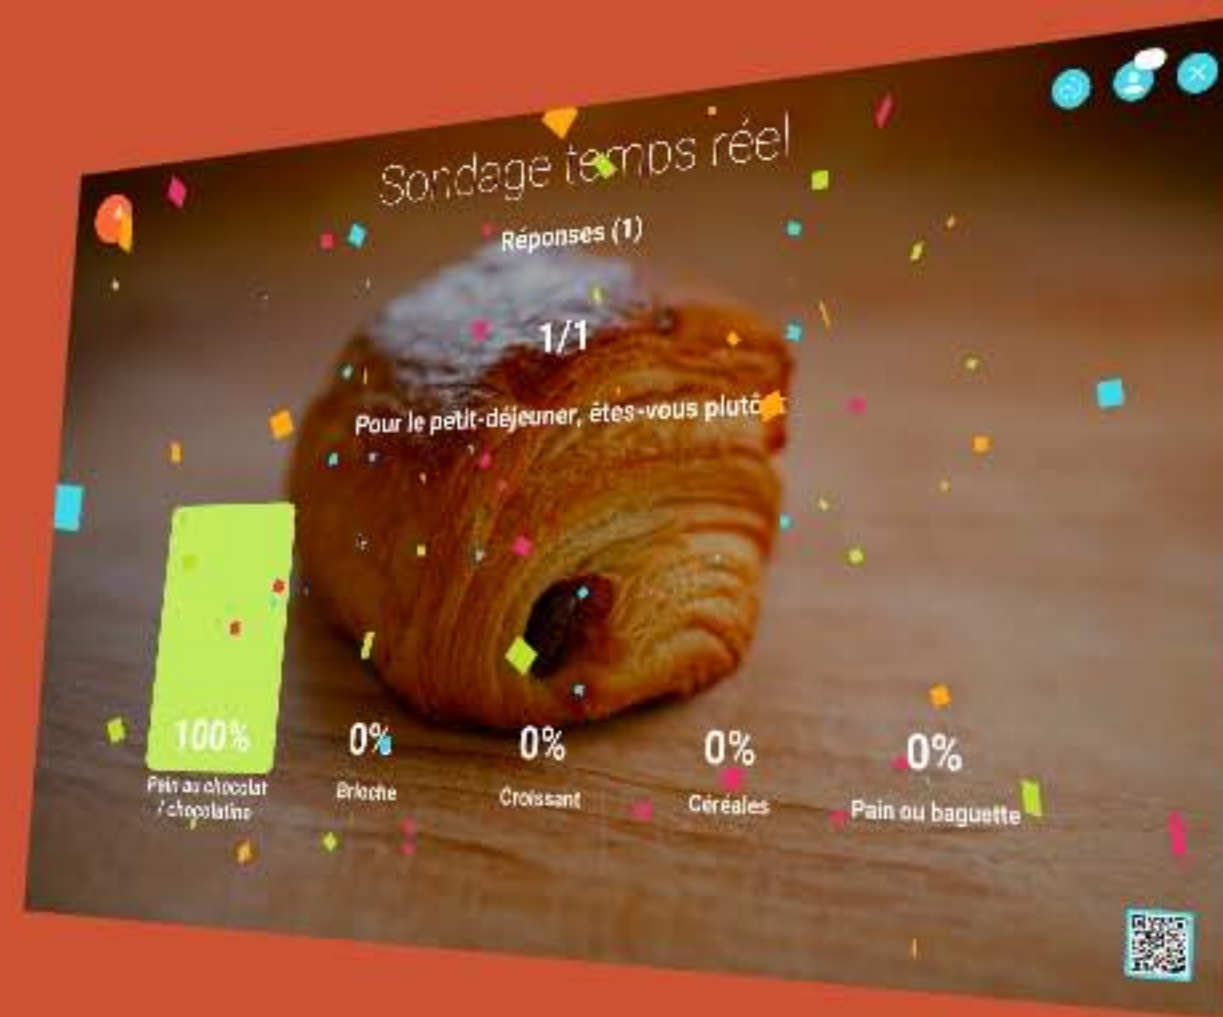 Sondage temps réel
Réponses (1)
1/1
Pour le petit-déjeuner, êtes-vous plutôt
100%
0%
0%
0%
0%
Pain au chocolat
/ chocolatine
Brioche
Croissant
Céréales
Pain ou baguette